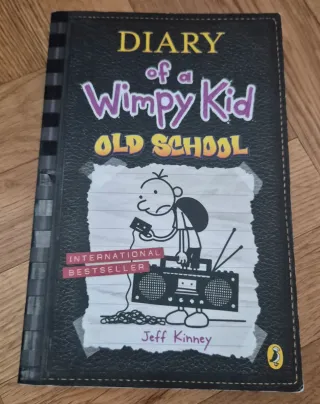 DIARY
of a
Wimpy Kid
OLD SCHOOL
INTERNATIONAL
BESTSELLER
Jeff Kinney